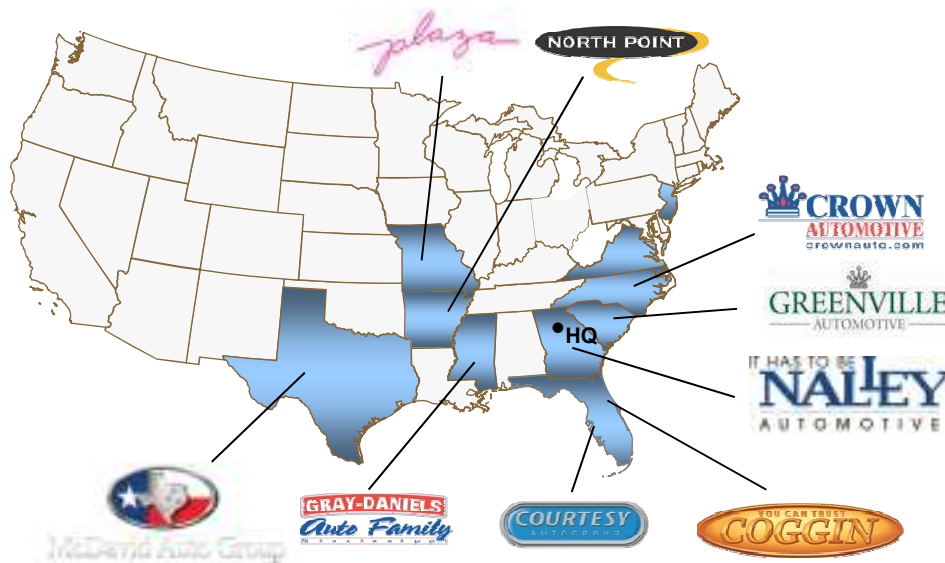 plaza
NORTH POINT
CROWN
AUTOMOTIVE
crownauto.com
GREENVILLE
AUTOMOTIVE
HQ
IT HAS TO BE
NALLEY
AUTOMOTIVE
McDavid Auto Group
GRAY-DANIELS
Auto Family
COURTESY
AUTOGROUP
YOU CAN TRUST
COGGIN